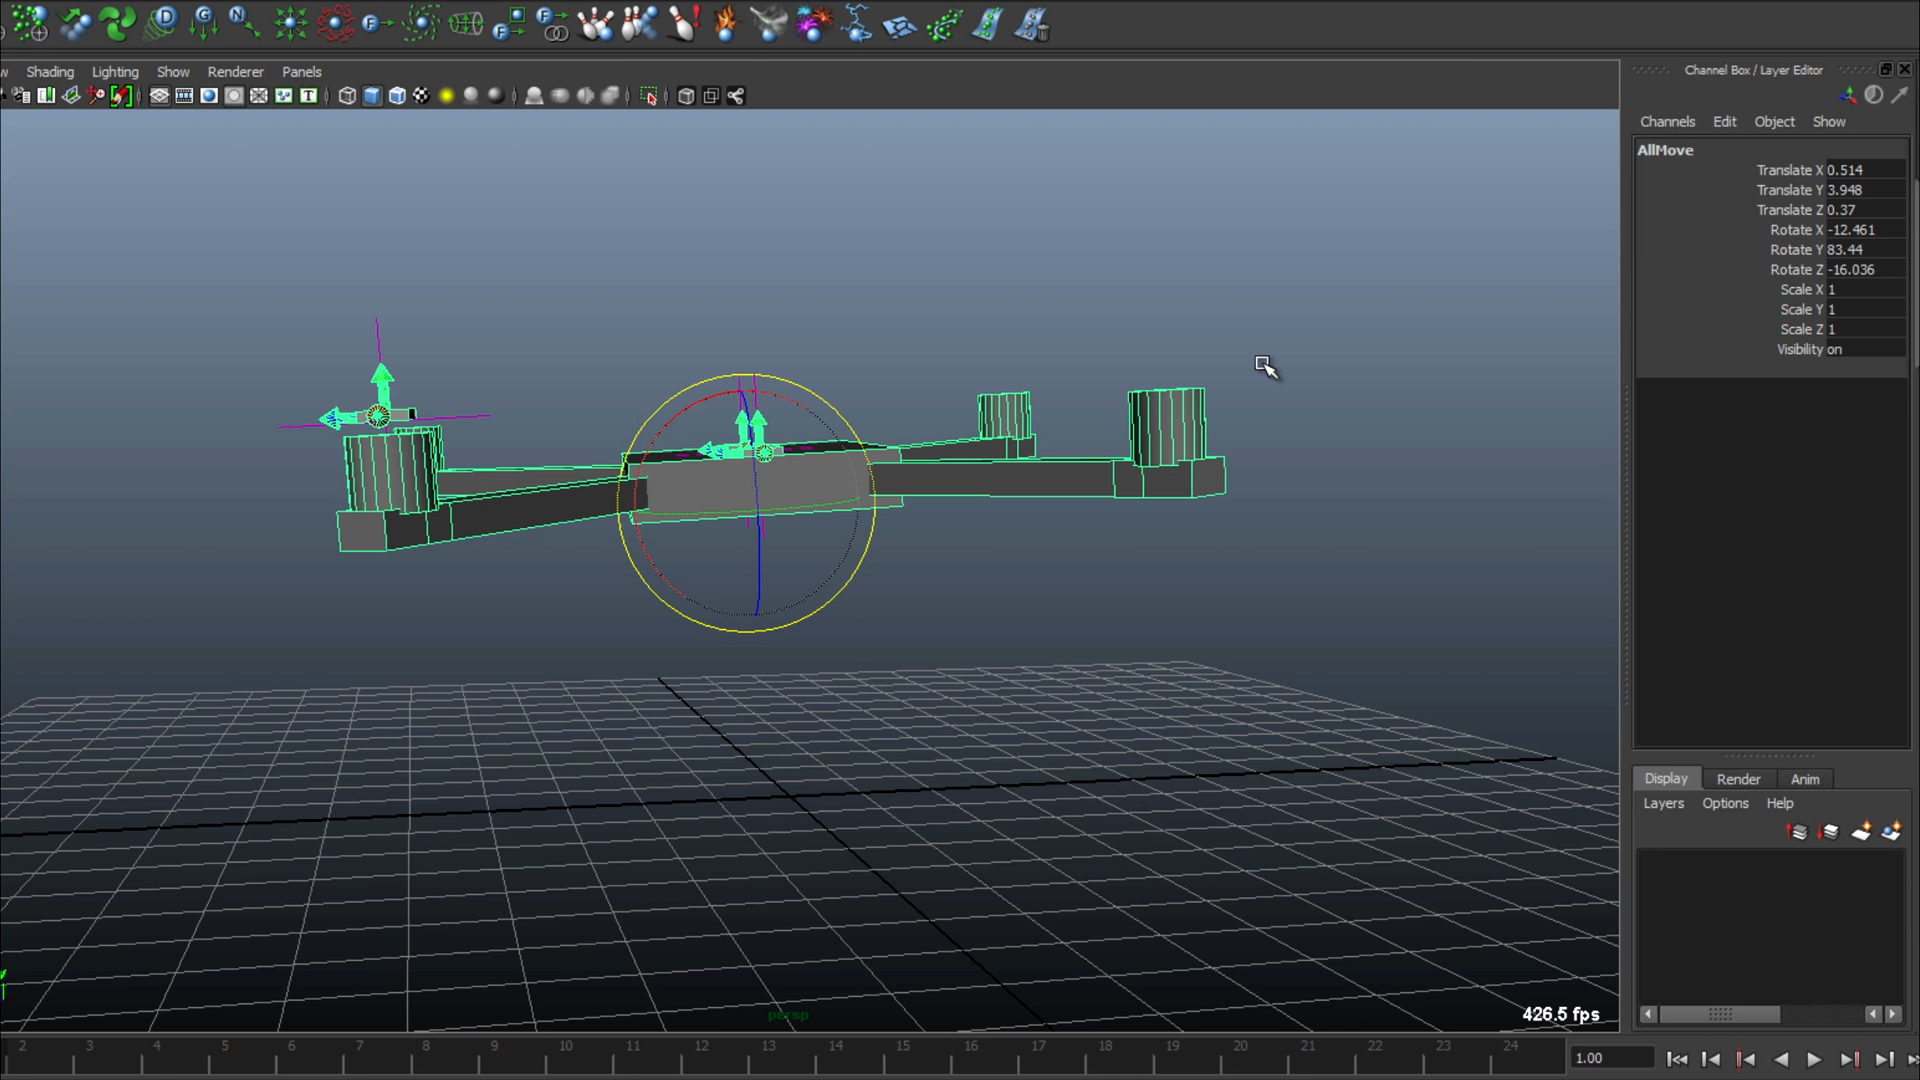 D G N F F F
w Shading Lighting Show Renderer Panels
T
Channel Box / Layer Editor
Channels Edit Object Show
AllMove
Translate X 0.514
Translate Y 3.948
Translate Z 0.37
Rotate X -12.461
Rotate Y 83.44
Rotate Z -16.036
Scale X 1
Scale Y 1
Scale Z 1
Visibility on
Display Render Anim
Layers Options Help
persp
426.5 fps
2 3 4 5 6 7 8 9 10 11 12 13 14 15 16 17 18 19 20 21 22 23 24
1.00